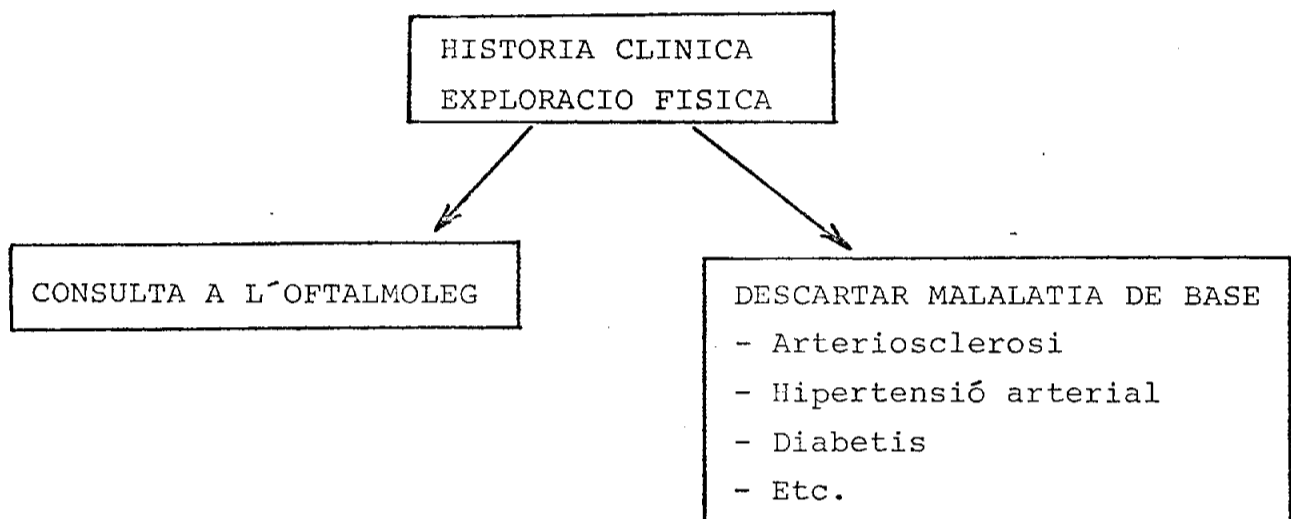 HISTORIA CLINICA
EXPLORACIO FISICA
CONSULTA A L´OFTALMOLEG
DESCARTAR MALALATIA DE BASE
- Arteriosclerosi
- Hipertensió arterial
- Diabetis
- Etc.